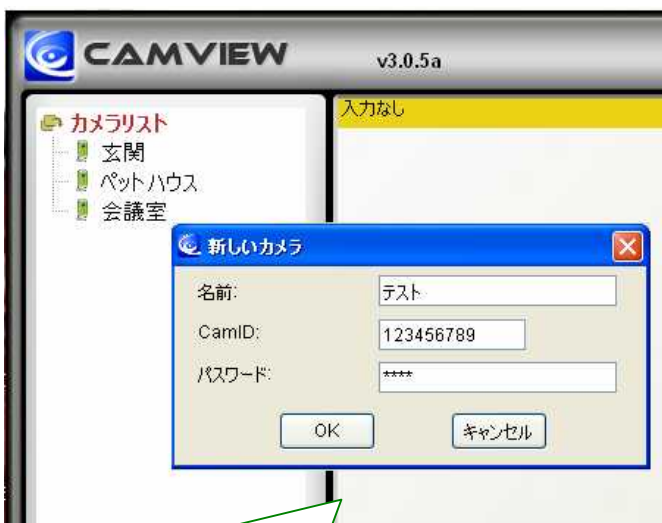 CAMVIEW v3.0.5a
カメラリスト
玄関
ペットハウス
会議室
入力なし
新しいカメラ
名前: テスト
CamID: 123456789
パスワード: ****
OK キャンセル